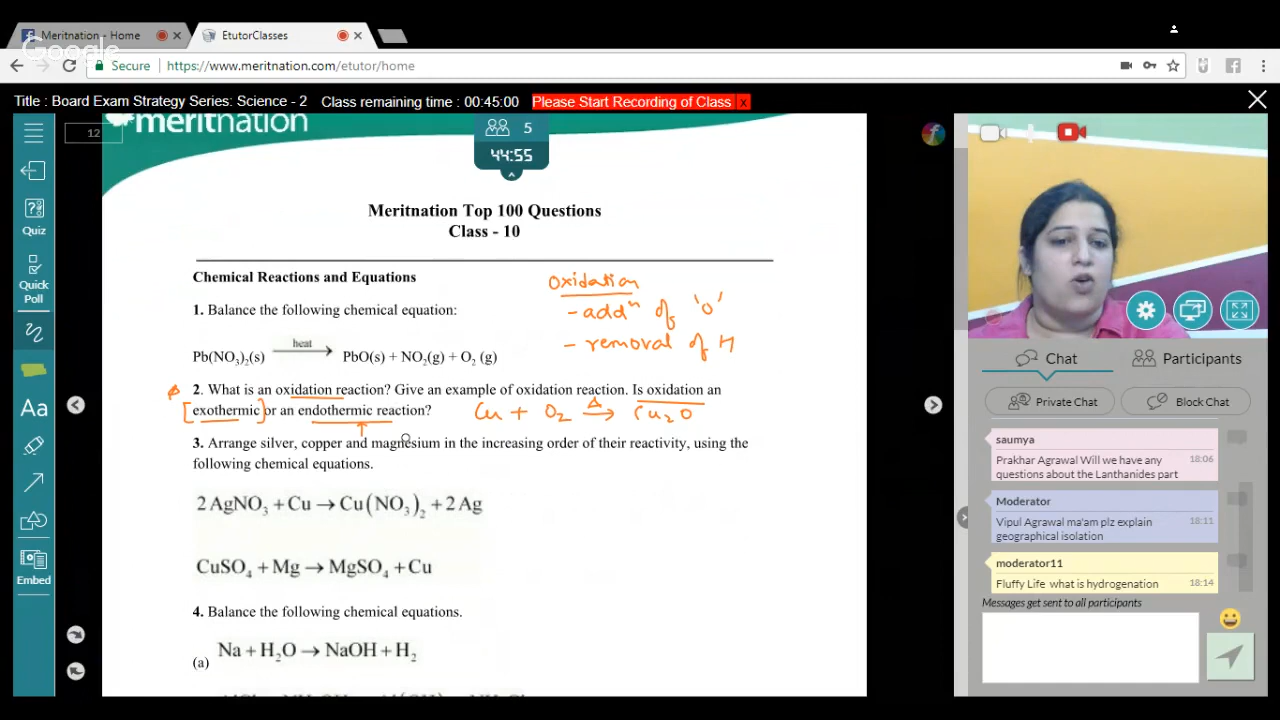 Meritnation - Home
EtutorClasses
Google
Secure https://www.meritnation.com/etutor/home
Title : Board Exam Strategy Series: Science - 2 Class remaining time : 00:45:00 Please Start Recording of Class x
meritnation
12
5
44:55
Quiz
Quick
Poll
Aa
Embed
Meritnation Top 100 Questions
Class - 10
Chemical Reactions and Equations
Oxidation
- addⁿ of 'O'
- removal of H
1. Balance the following chemical equation:
Pb(NO₃)₂(s) heat → PbO(s) + NO₂(g) + O₂ (g)
2. What is an oxidation reaction? Give an example of oxidation reaction. Is oxidation an
[exothermic] or an endothermic reaction?
Cu + O₂ Δ→ Cu₂O
3. Arrange silver, copper and magnesium in the increasing order of their reactivity, using the
following chemical equations.
2 AgNO₃ + Cu → Cu(NO₃)₂ + 2 Ag
CuSO₄ + Mg → MgSO₄ + Cu
4. Balance the following chemical equations.
(a) Na + H₂O → NaOH + H₂
Chat
Participants
Private Chat
Block Chat
saumya
Prakhar Agrawal Will we have any 18:06
questions about the Lanthanides part
Moderator
Vipul Agrawal ma'am plz explain 18:11
geographical isolation
moderator11
Fluffy Life what is hydrogenation 18:14
Messages get sent to all participants